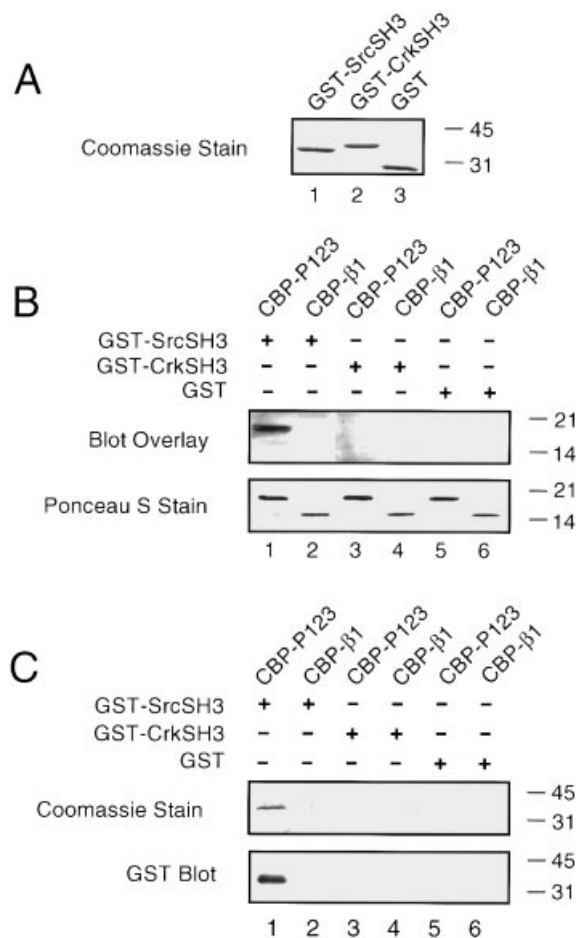 A
GST-SrcSH3
GST-CrkSH3
GST
Coomassie Stain
— 45
— 31
1 2 3
B
CBP-P123
CBP-β1
CBP-P123
CBP-β1
CBP-P123
CBP-β1
GST-SrcSH3 + + – – – –
GST-CrkSH3 – – + + – –
GST – – – – + +
Blot Overlay
— 21
— 14
Ponceau S Stain
— 21
— 14
1 2 3 4 5 6
C
CBP-P123
CBP-β1
CBP-P123
CBP-β1
CBP-P123
CBP-β1
GST-SrcSH3 + + – – – –
GST-CrkSH3 – – + + – –
GST – – – – + +
Coomassie Stain
— 45
— 31
GST Blot
— 45
— 31
1 2 3 4 5 6